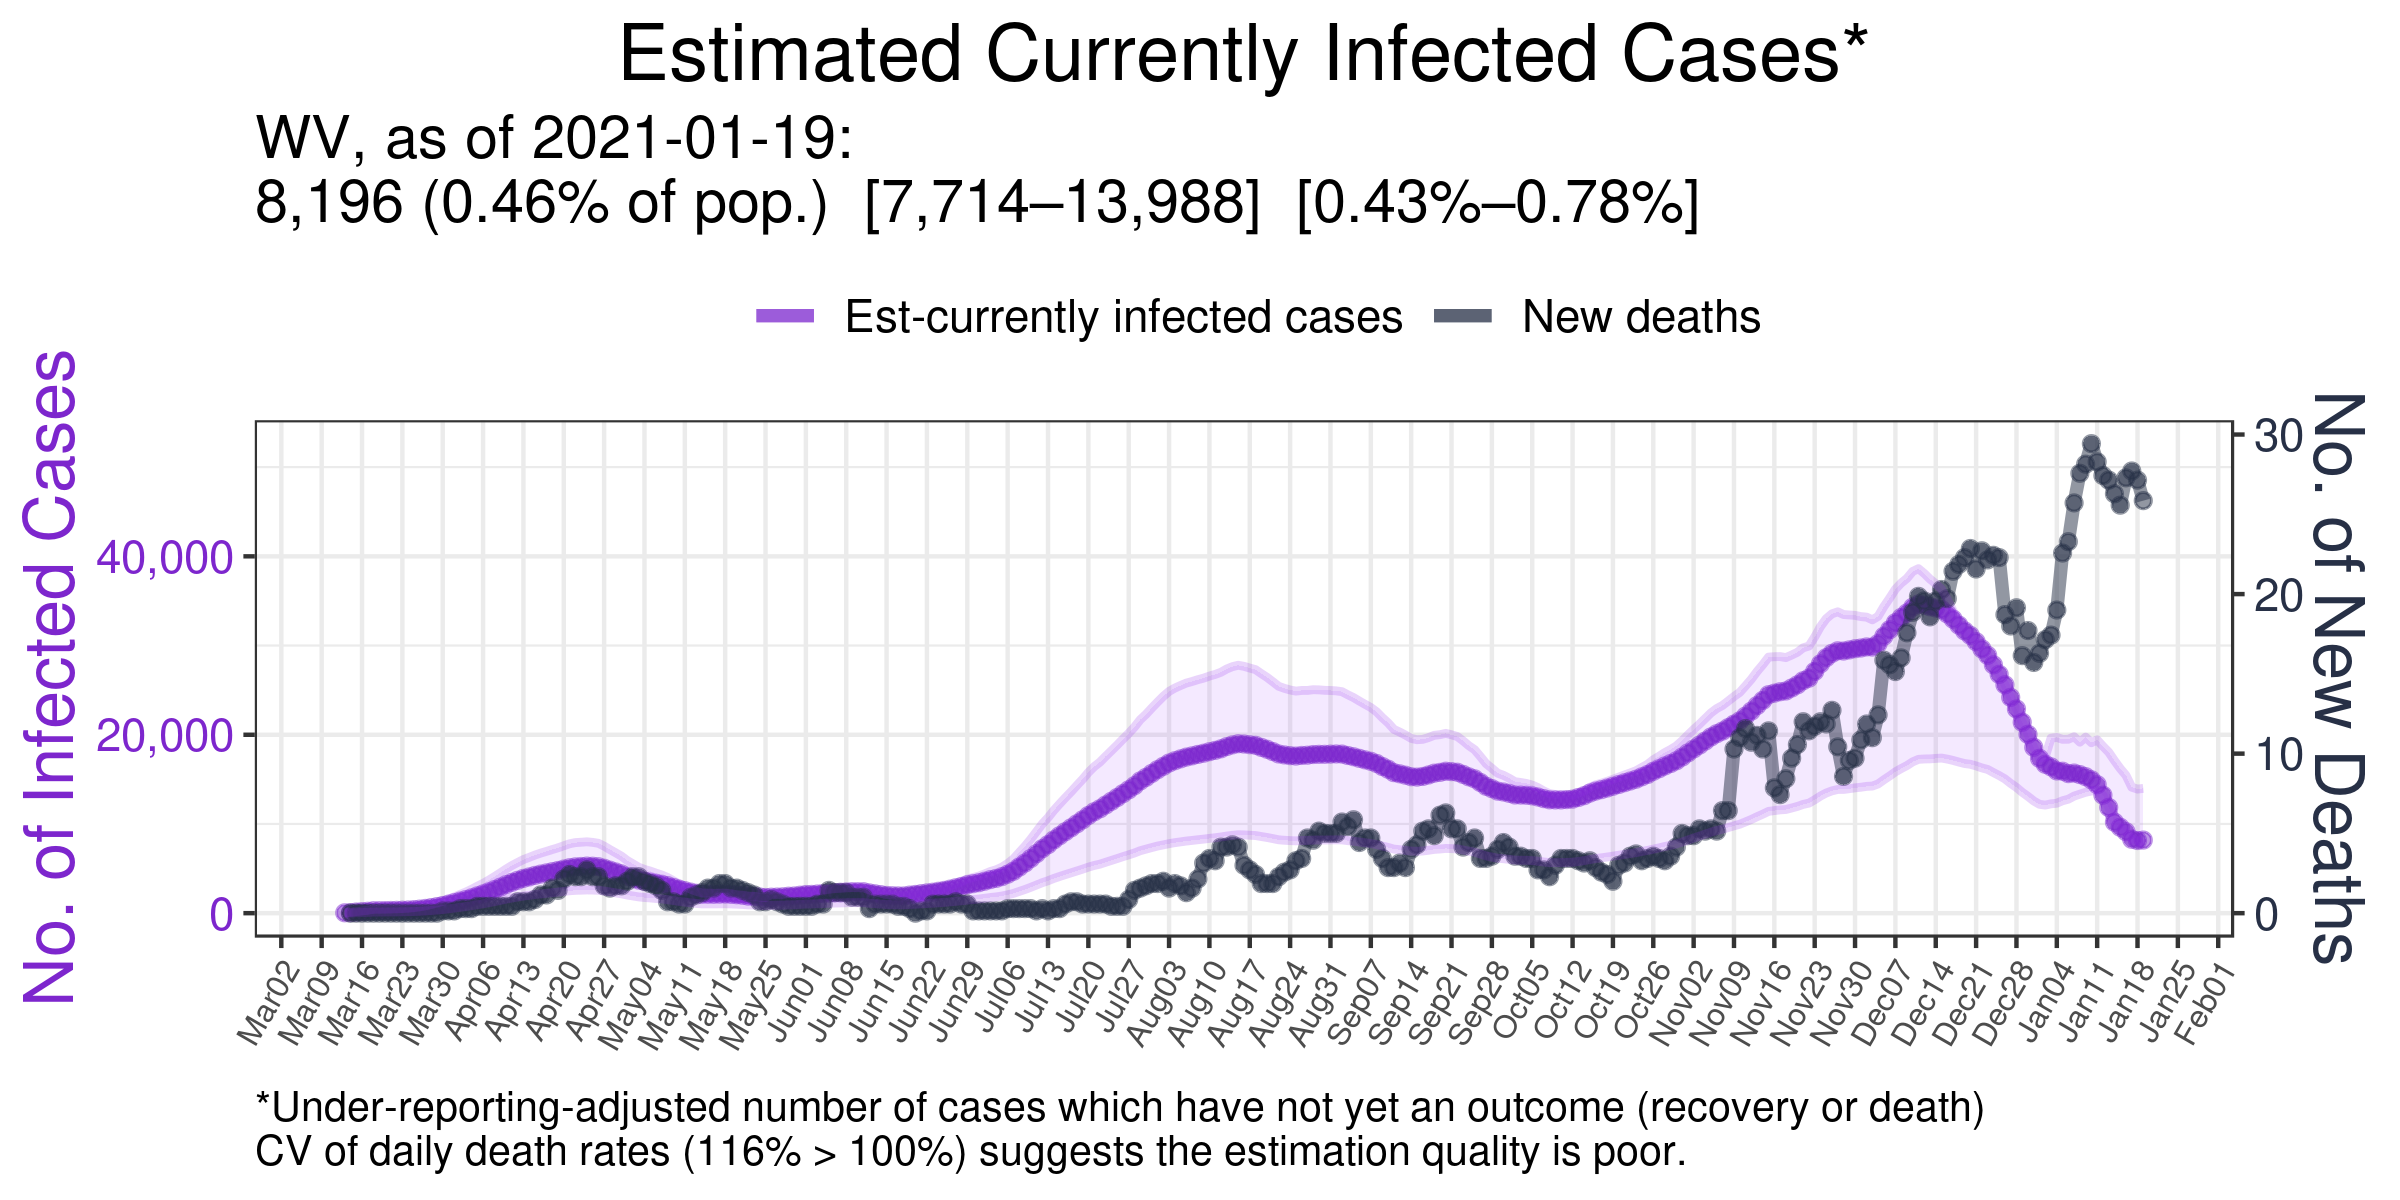 Estimated Currently Infected Cases*
WV, as of 2021-01-19:
8,196 (0.46% of pop.)  [7,714–13,988]  [0.43%–0.78%]
Est-currently infected cases
New deaths
No. of Infected Cases
40,000
20,000
0
30
20
10
0
No. of New Deaths
Mar02
Mar09
Mar16
Mar23
Mar30
Apr06
Apr13
Apr20
Apr27
May04
May11
May18
May25
Jun01
Jun08
Jun15
Jun22
Jun29
Jul06
Jul13
Jul20
Jul27
Aug03
Aug10
Aug17
Aug24
Aug31
Sep07
Sep14
Sep21
Sep28
Oct05
Oct12
Oct19
Oct26
Nov02
Nov09
Nov16
Nov23
Nov30
Dec07
Dec14
Dec21
Dec28
Jan04
Jan11
Jan18
Jan25
Feb01
*Under-reporting-adjusted number of cases which have not yet an outcome (recovery or death)
CV of daily death rates (116% > 100%) suggests the estimation quality is poor.